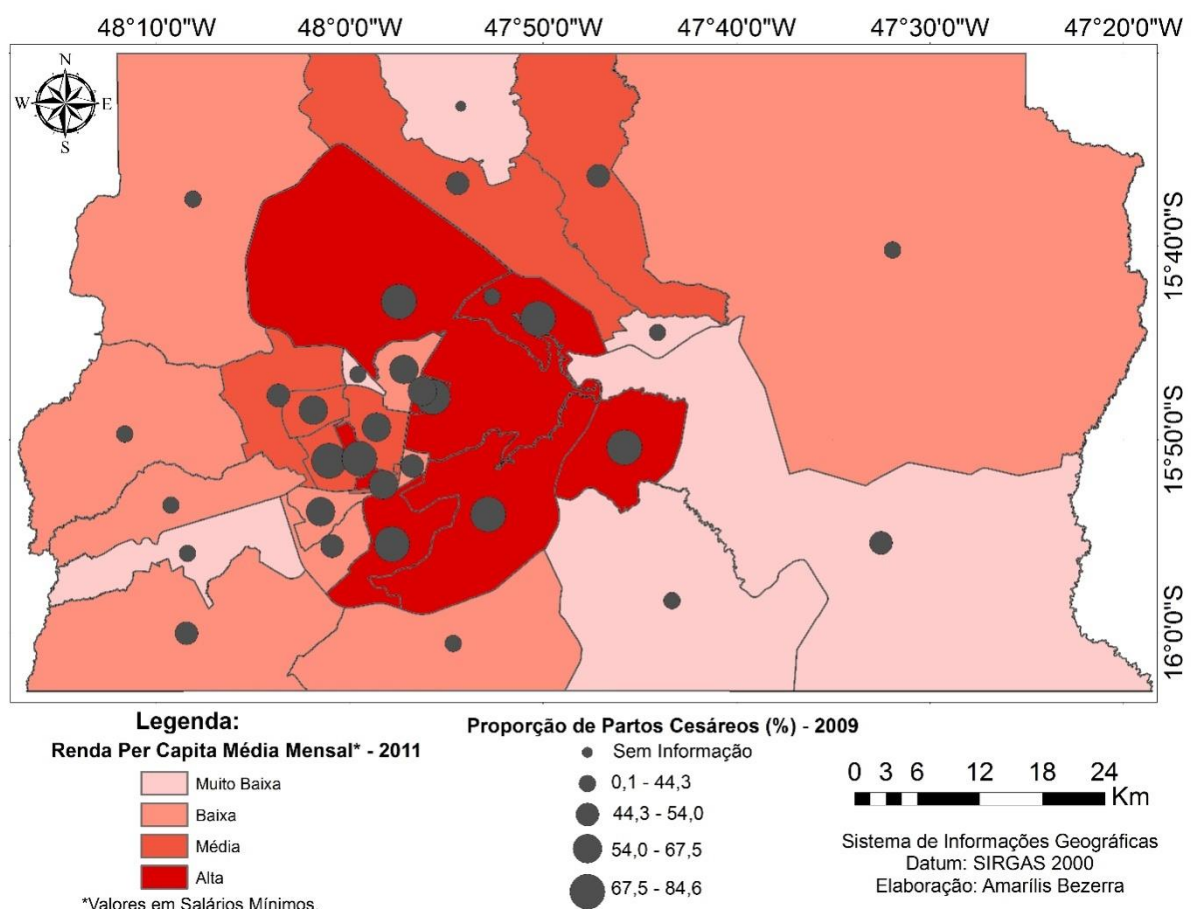 48°10'0"W 48°0'0"W 47°50'0"W 47°40'0"W 47°30'0"W 47°20'0"W
N
W E
S
15°40'0"S
15°50'0"S
16°0'0"S
Legenda:
Renda Per Capita Média Mensal* - 2011
Muito Baixa
Baixa
Média
Alta
*Valores em Salários Mínimos.
Proporção de Partos Cesáreos (%) - 2009
Sem Informação
0,1 - 44,3
44,3 - 54,0
54,0 - 67,5
67,5 - 84,6
0 3 6 12 18 24
Km
Sistema de Informações Geográficas
Datum: SIRGAS 2000
Elaboração: Amarílis Bezerra